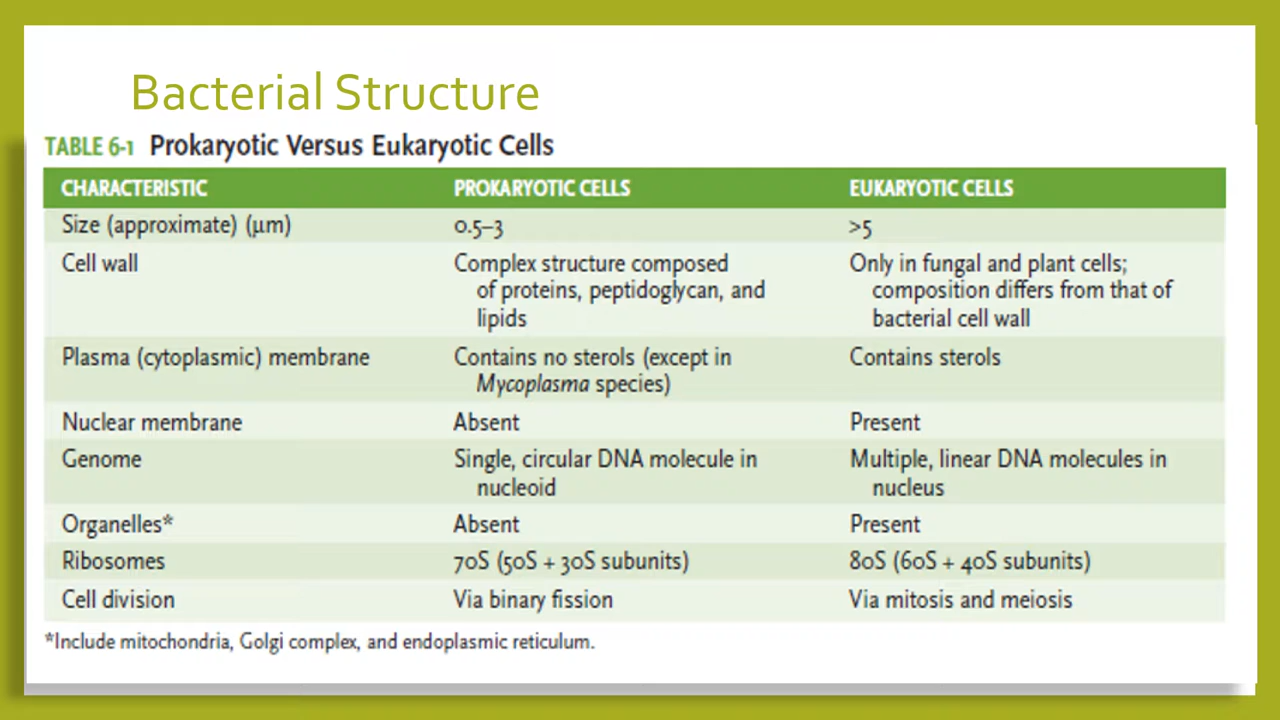 Bacterial Structure
TABLE 6-1 Prokaryotic Versus Eukaryotic Cells
CHARACTERISTIC PROKARYOTIC CELLS EUKARYOTIC CELLS
Size (approximate) (µm) 0.5–3 >5
Cell wall Complex structure composed Only in fungal and plant cells;
of proteins, peptidoglycan, and composition differs from that of
lipids bacterial cell wall
Plasma (cytoplasmic) membrane Contains no sterols (except in Contains sterols
Mycoplasma species)
Nuclear membrane Absent Present
Genome Single, circular DNA molecule in Multiple, linear DNA molecules in
nucleoid nucleus
Organelles* Absent Present
Ribosomes 70S (50S + 30S subunits) 80S (60S + 40S subunits)
Cell division Via binary fission Via mitosis and meiosis
*Include mitochondria, Golgi complex, and endoplasmic reticulum.